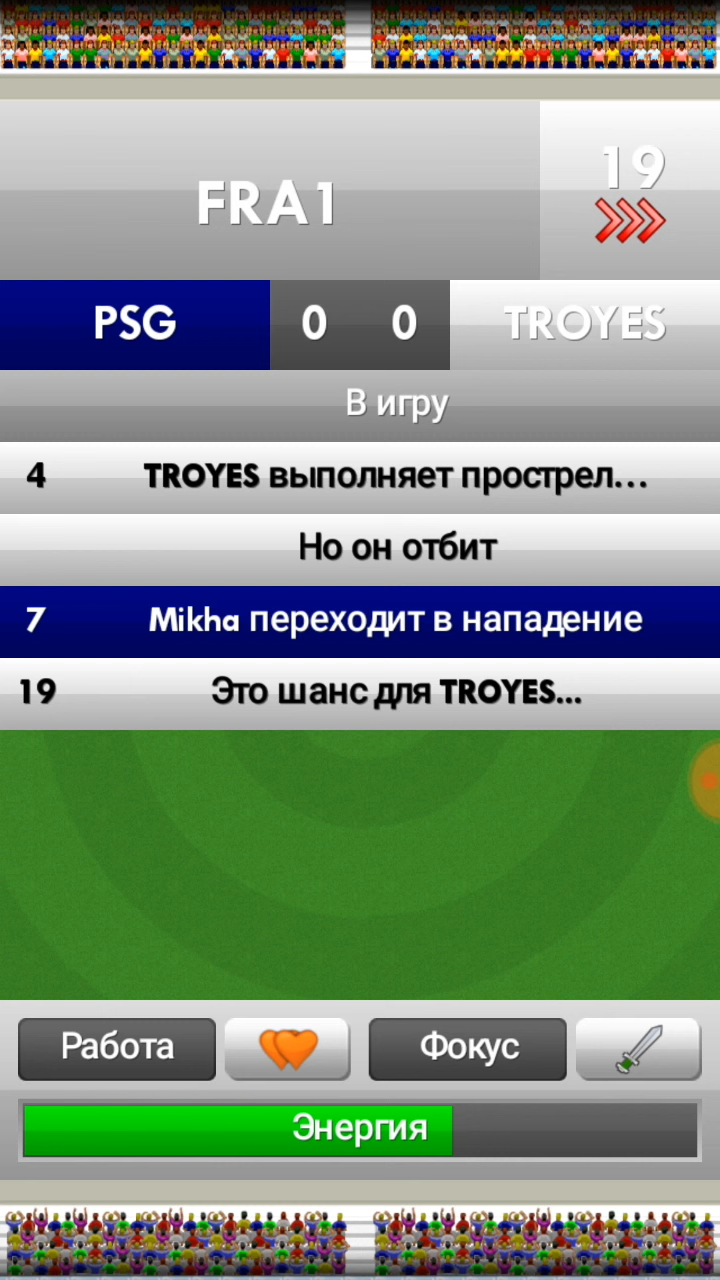 FRA1
19
PSG 0 0 TROYES
В игру
4 TROYES выполняет прострел...
Но он отбит
7 Mikha переходит в нападение
19 Это шанс для TROYES...
Работа Фокус
Энергия